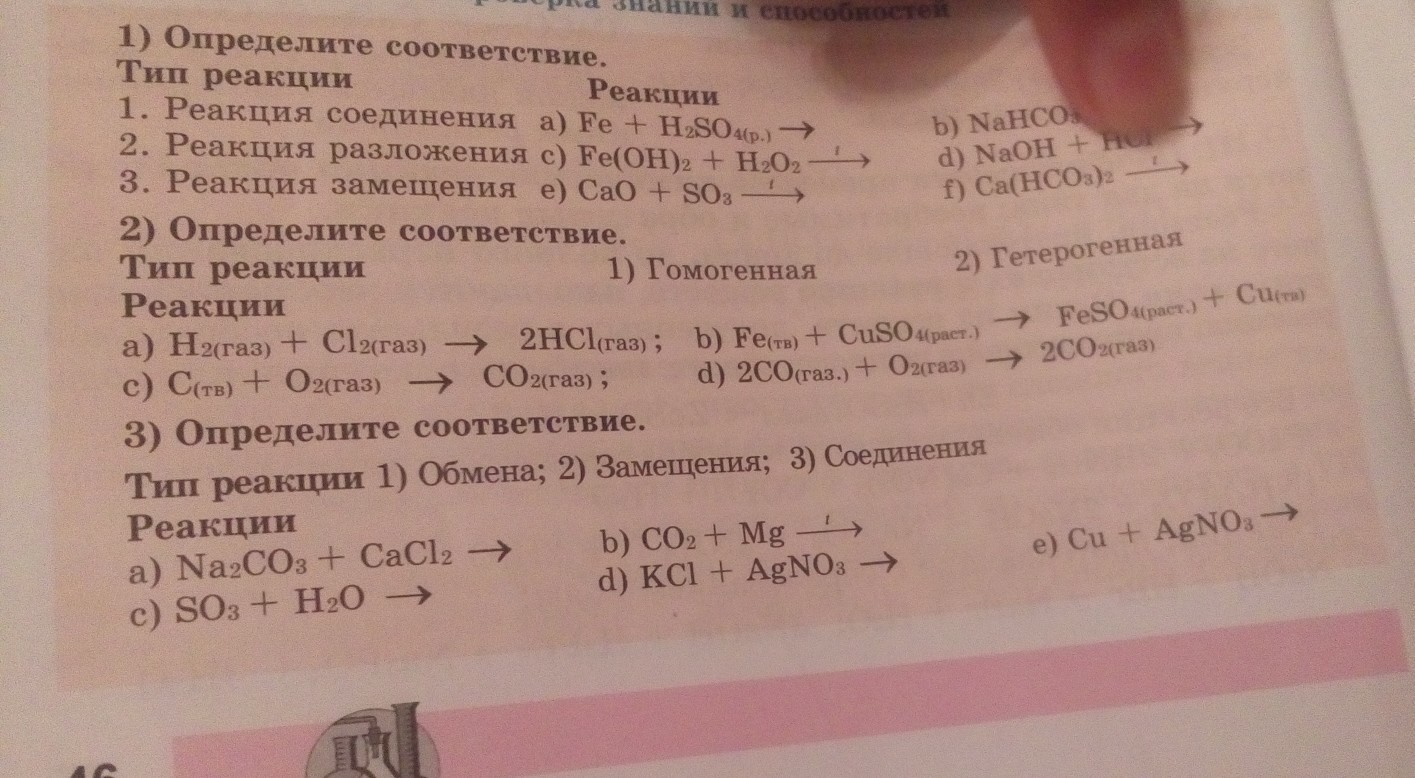 знаний и способностей
1) Определите соответствие.
Тип реакции Реакции
1. Реакция соединения a) Fe + H₂SO₄(р.) → b)
2. Реакция разложения c) Fe(OH)₂ + H₂O₂ —t→ d) NaOH + HCl →
3. Реакция замещения e) CaO + SO₃ —t→ f) Ca(HCO₃)₂ —t→
2) Определите соответствие.
Тип реакции 1) Гомогенная 2) Гетерогенная
Реакции
a) H₂(газ) + Cl₂(газ) → 2HCl(газ) ; b) Fe(тв) + CuSO₄(раст.) → FeSO₄(раст.) + Cu(тв)
c) C(тв) + O₂(газ) → CO₂(газ) ; d) 2CO(газ.) + O₂(газ) → 2CO₂(газ)
3) Определите соответствие.
Тип реакции 1) Обмена; 2) Замещения; 3) Соединения
Реакции
a) Na₂CO₃ + CaCl₂ → b) CO₂ + Mg —t→ e) Cu + AgNO₃ →
c) SO₃ + H₂O → d) KCl + AgNO₃ →